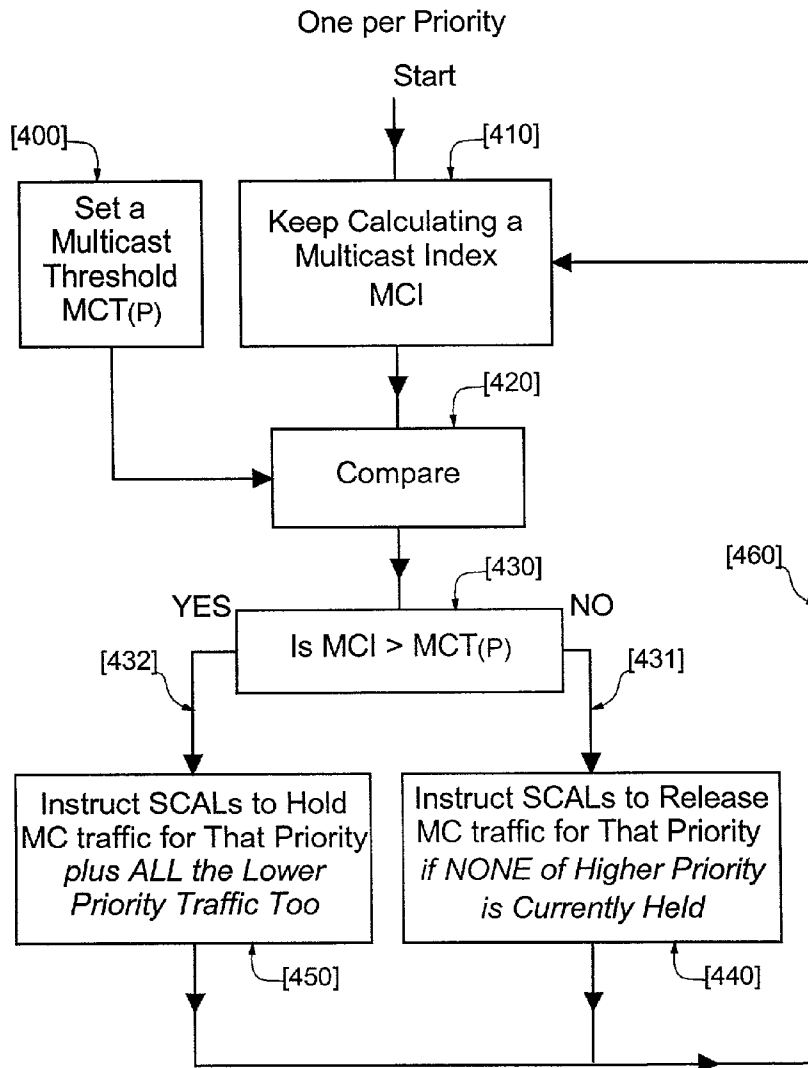 One per Priority
Start
[400]
[410]
Set a
Multicast
Threshold
MCT(P)
Keep Calculating a
Multicast Index
MCI
[420]
Compare
[430]
[460]
YES
NO
Is MCI > MCT(P)
[432]
[431]
Instruct SCALs to Hold
MC traffic for That Priority
plus ALL the Lower
Priority Traffic Too
Instruct SCALs to Release
MC traffic for That Priority
if NONE of Higher Priority
is Currently Held
[450]
[440]